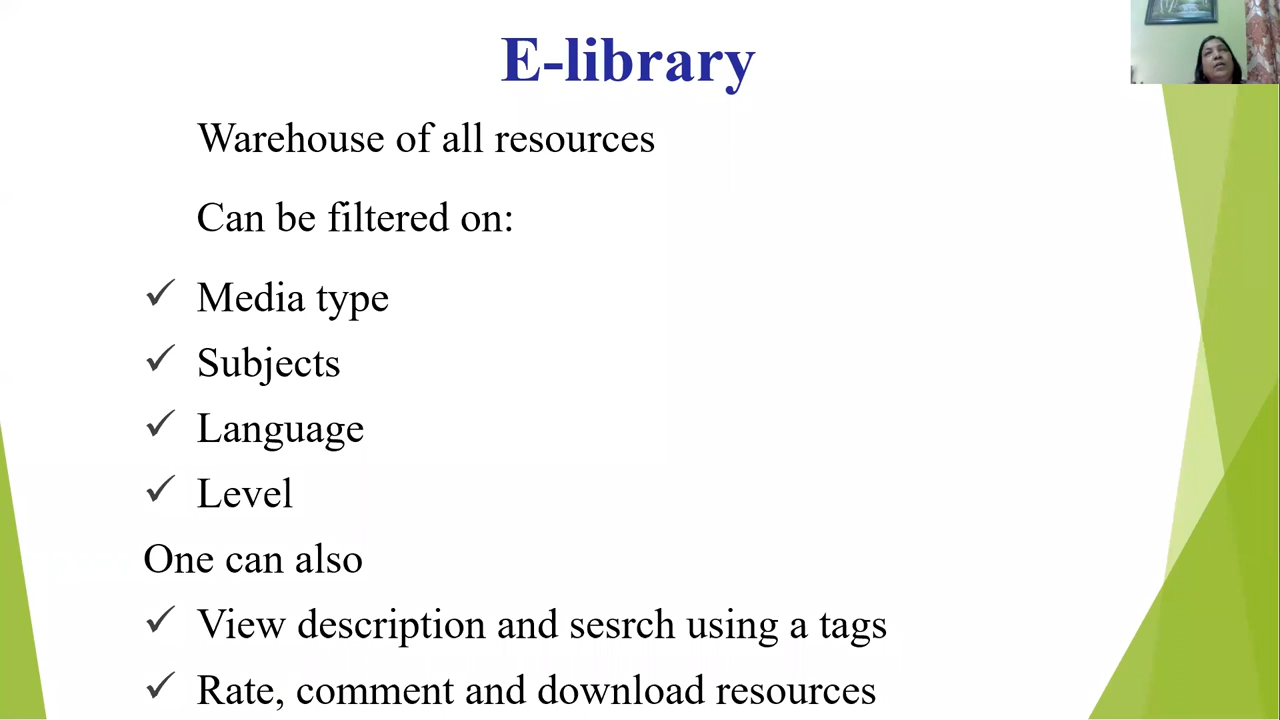 E-library
Warehouse of all resources
Can be filtered on:
✓ Media type
✓ Subjects
✓ Language
✓ Level
One can also
✓ View description and sesrch using a tags
✓ Rate, comment and download resources